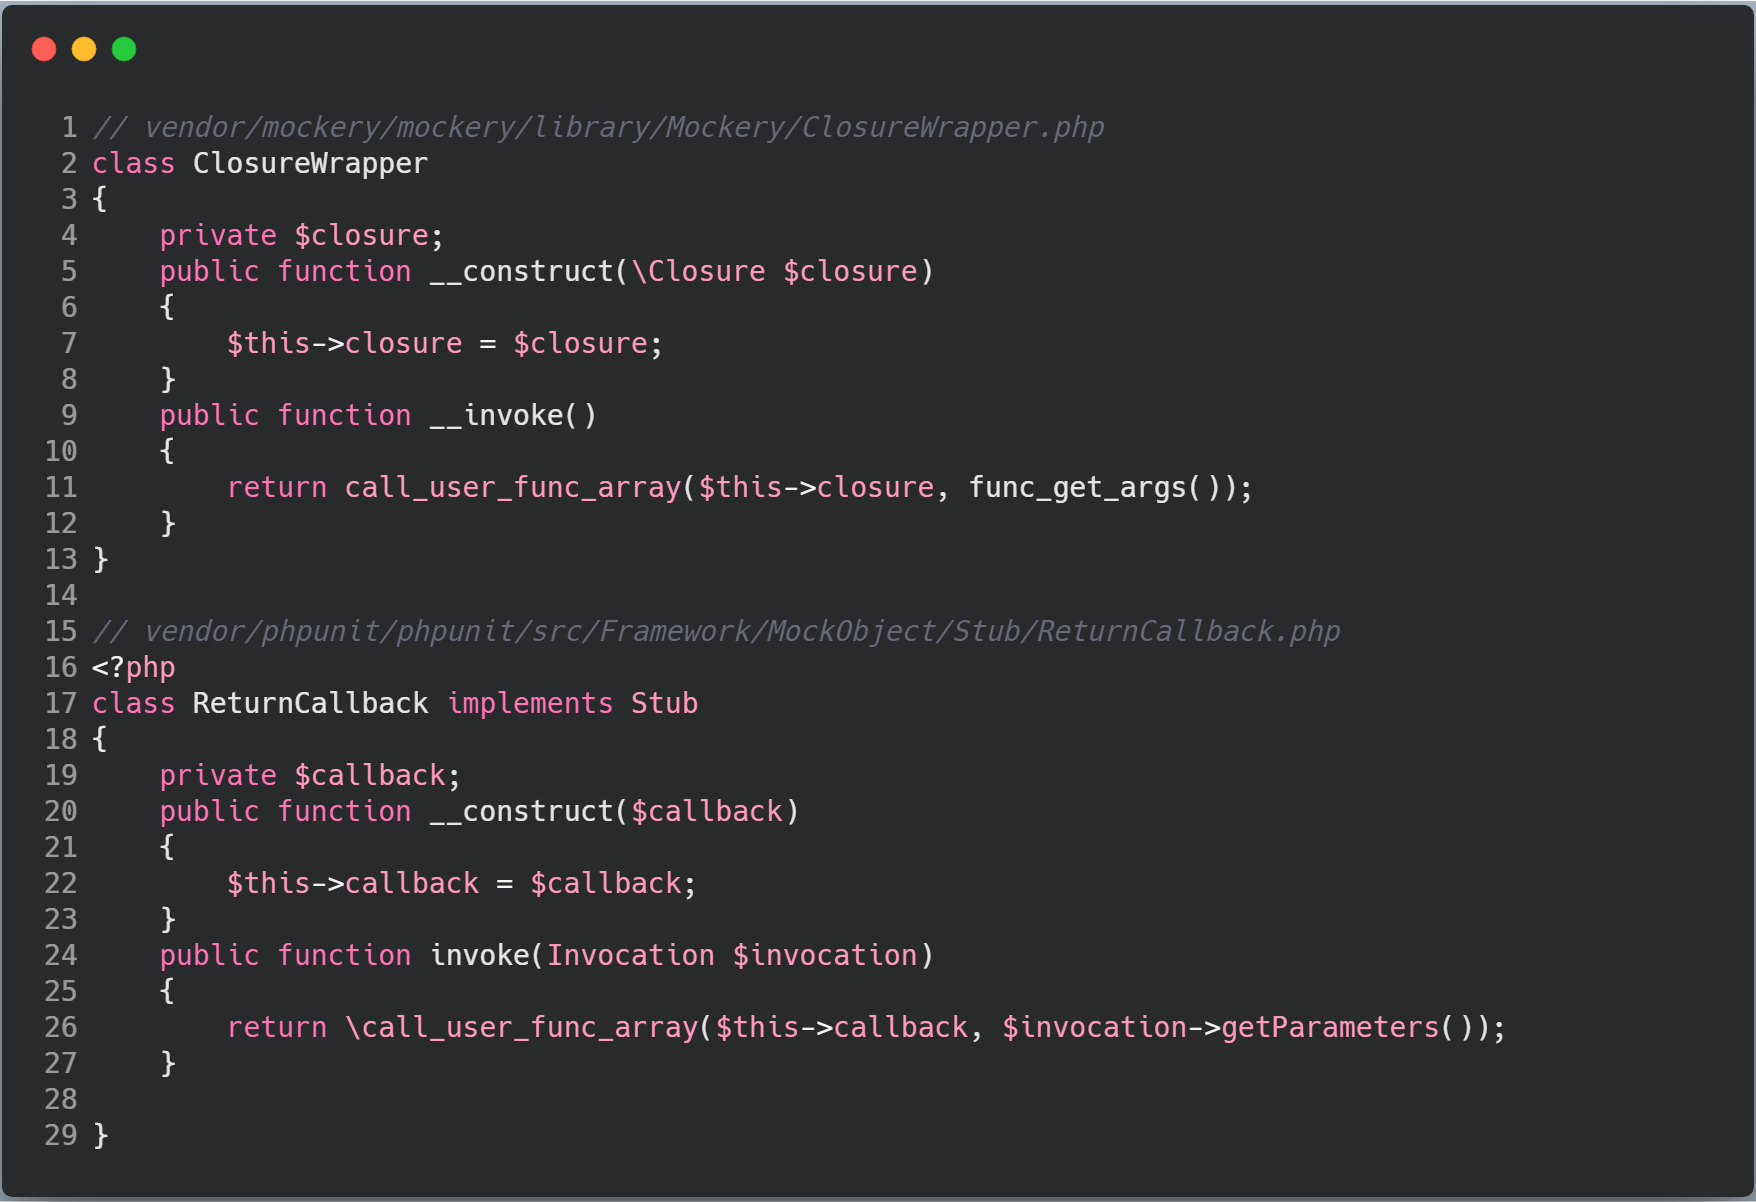 1 // vendor/mockery/mockery/library/Mockery/ClosureWrapper.php
2 class ClosureWrapper
3 {
4     private $closure;
5     public function __construct(\Closure $closure)
6     {
7         $this->closure = $closure;
8     }
9     public function __invoke()
10     {
11         return call_user_func_array($this->closure, func_get_args());
12     }
13 }
14
15 // vendor/phpunit/phpunit/src/Framework/MockObject/Stub/ReturnCallback.php
16 <?php
17 class ReturnCallback implements Stub
18 {
19     private $callback;
20     public function __construct($callback)
21     {
22         $this->callback = $callback;
23     }
24     public function invoke(Invocation $invocation)
25     {
26         return \call_user_func_array($this->callback, $invocation->getParameters());
27     }
28
29 }